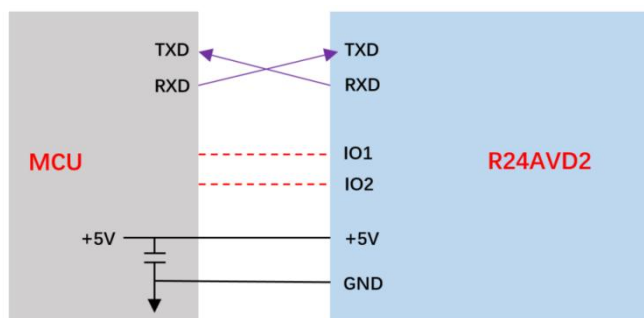 TXD
TXD
RXD
RXD
IO1
MCU
R24AVD2
IO2
+5V
+5V
GND